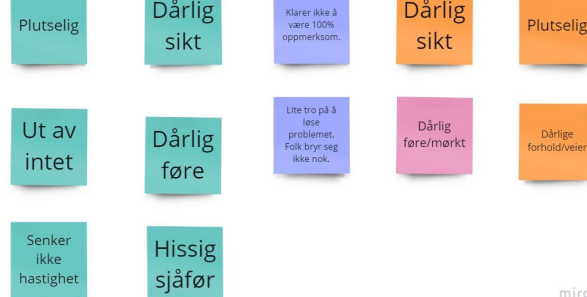 Plutselig
Dårlig
sikt
Klarer ikke å
være 100%
oppmerksom.
Dårlig
sikt
Plutselig
Ut av
intet
Dårlig
føre
Lite tro på å
løse
problemet.
Folk bryr seg
ikke nok.
Dårlig
føre/mørkt
Dårlige
forhold/veier
Senker
ikke
hastighet
Hissig
sjåfør
miro